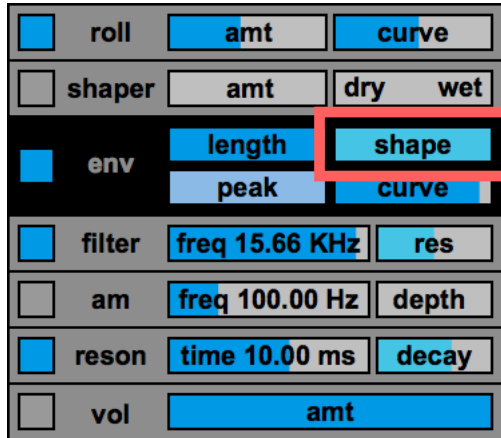 roll amt curve
shaper amt dry wet
env length shape
peak curve
filter freq 15.66 KHz res
am freq 100.00 Hz depth
reson time 10.00 ms decay
vol amt